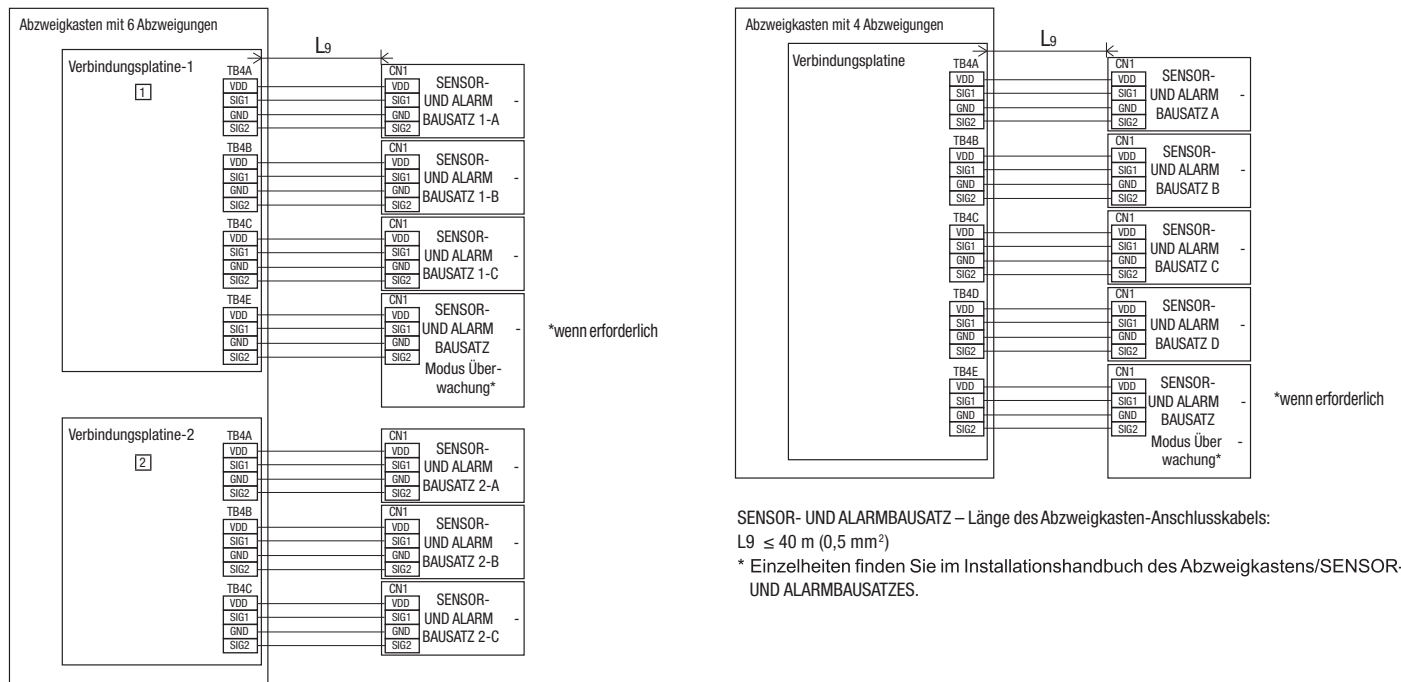 Abzweigkasten mit 6 Abzweigungen
L9
Verbindungsplatine-1
1
TB4A
VDD
SIG1
GND
SIG2
CN1
VDD
SIG1
GND
SIG2
SENSOR-
UND ALARM -
BAUSATZ 1-A
TB4B
VDD
SIG1
GND
SIG2
CN1
VDD
SIG1
GND
SIG2
SENSOR-
UND ALARM -
BAUSATZ 1-B
TB4C
VDD
SIG1
GND
SIG2
CN1
VDD
SIG1
GND
SIG2
SENSOR-
UND ALARM -
BAUSATZ 1-C
TB4E
VDD
SIG1
GND
SIG2
CN1
VDD
SIG1
GND
SIG2
SENSOR-
UND ALARM -
BAUSATZ
Modus Über-
wachung*
*wenn erforderlich
Verbindungsplatine-2
2
TB4A
VDD
SIG1
GND
SIG2
CN1
VDD
SIG1
GND
SIG2
SENSOR-
UND ALARM -
BAUSATZ 2-A
TB4B
VDD
SIG1
GND
SIG2
CN1
VDD
SIG1
GND
SIG2
SENSOR-
UND ALARM -
BAUSATZ 2-B
TB4C
VDD
SIG1
GND
SIG2
CN1
VDD
SIG1
GND
SIG2
SENSOR-
UND ALARM -
BAUSATZ 2-C
Abzweigkasten mit 4 Abzweigungen
L9
Verbindungsplatine
TB4A
VDD
SIG1
GND
SIG2
CN1
VDD
SIG1
GND
SIG2
SENSOR-
UND ALARM -
BAUSATZ A
TB4B
VDD
SIG1
GND
SIG2
CN1
VDD
SIG1
GND
SIG2
SENSOR-
UND ALARM -
BAUSATZ B
TB4C
VDD
SIG1
GND
SIG2
CN1
VDD
SIG1
GND
SIG2
SENSOR-
UND ALARM -
BAUSATZ C
TB4D
VDD
SIG1
GND
SIG2
CN1
VDD
SIG1
GND
SIG2
SENSOR-
UND ALARM -
BAUSATZ D
TB4E
VDD
SIG1
GND
SIG2
CN1
VDD
SIG1
GND
SIG2
SENSOR-
UND ALARM -
BAUSATZ
Modus Über -
wachung*
*wenn erforderlich
SENSOR- UND ALARMBAUSATZ – Länge des Abzweigkasten-Anschlusskabels:
L9 ≤ 40 m (0,5 mm²)
* Einzelheiten finden Sie im Installationshandbuch des Abzweigkastens/SENSOR-
UND ALARMBAUSATZES.